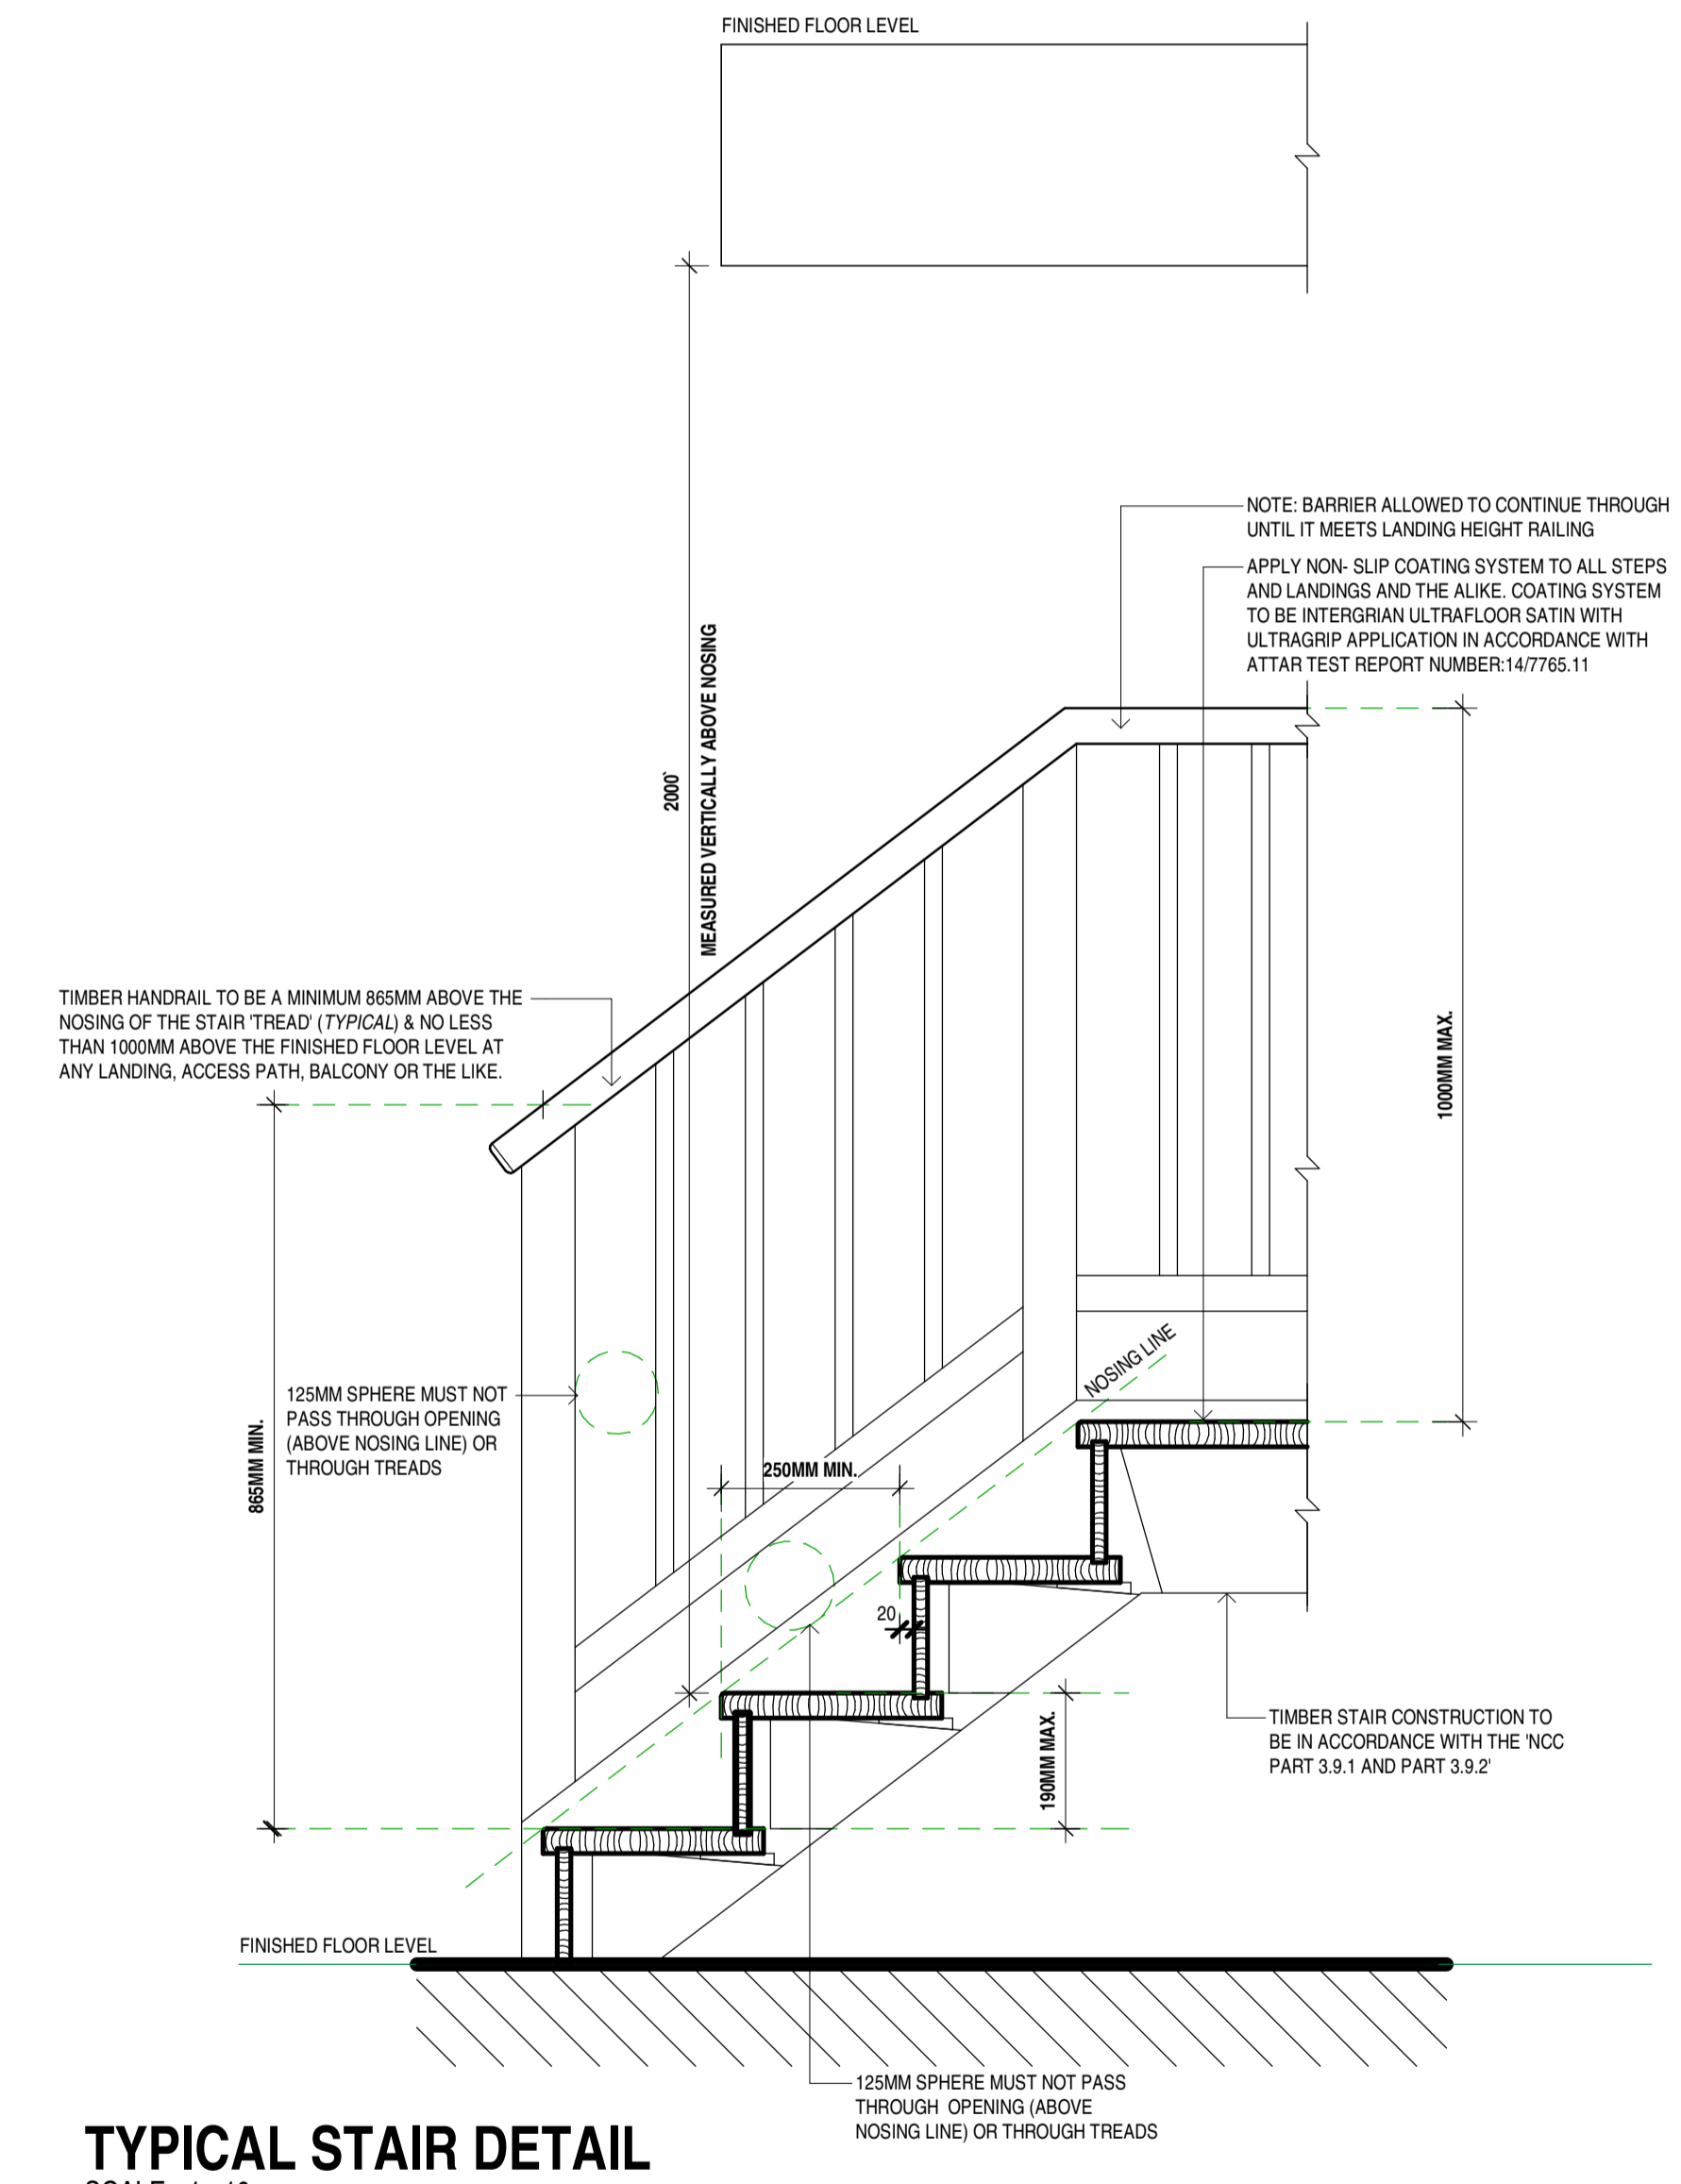 FINISHED FLOOR LEVEL
NOTE: BARRIER ALLOWED TO CONTINUE THROUGH
UNTIL IT MEETS LANDING HEIGHT RAILING
APPLY NON- SLIP COATING SYSTEM TO ALL STEPS
AND LANDINGS AND THE ALIKE. COATING SYSTEM
TO BE INTERGRIAN ULTRAFLOOR SATIN WITH
ULTRAGRIP APPLICATION IN ACCORDANCE WITH
ATTAR TEST REPORT NUMBER:14/7765.11
2000`
MEASURED VERTICALLY ABOVE NOSING
TIMBER HANDRAIL TO BE A MINIMUM 865MM ABOVE THE
NOSING OF THE STAIR 'TREAD' (TYPICAL) & NO LESS
THAN 1000MM ABOVE THE FINISHED FLOOR LEVEL AT
ANY LANDING, ACCESS PATH, BALCONY OR THE LIKE.
1000MM MAX.
NOSING LINE
125MM SPHERE MUST NOT
PASS THROUGH OPENING
(ABOVE NOSING LINE) OR
THROUGH TREADS
865MM MIN.
250MM MIN.
20
190MM MAX.
TIMBER STAIR CONSTRUCTION TO
BE IN ACCORDANCE WITH THE 'NCC
PART 3.9.1 AND PART 3.9.2'
FINISHED FLOOR LEVEL
125MM SPHERE MUST NOT PASS
THROUGH OPENING (ABOVE
NOSING LINE) OR THROUGH TREADS
TYPICAL STAIR DETAIL